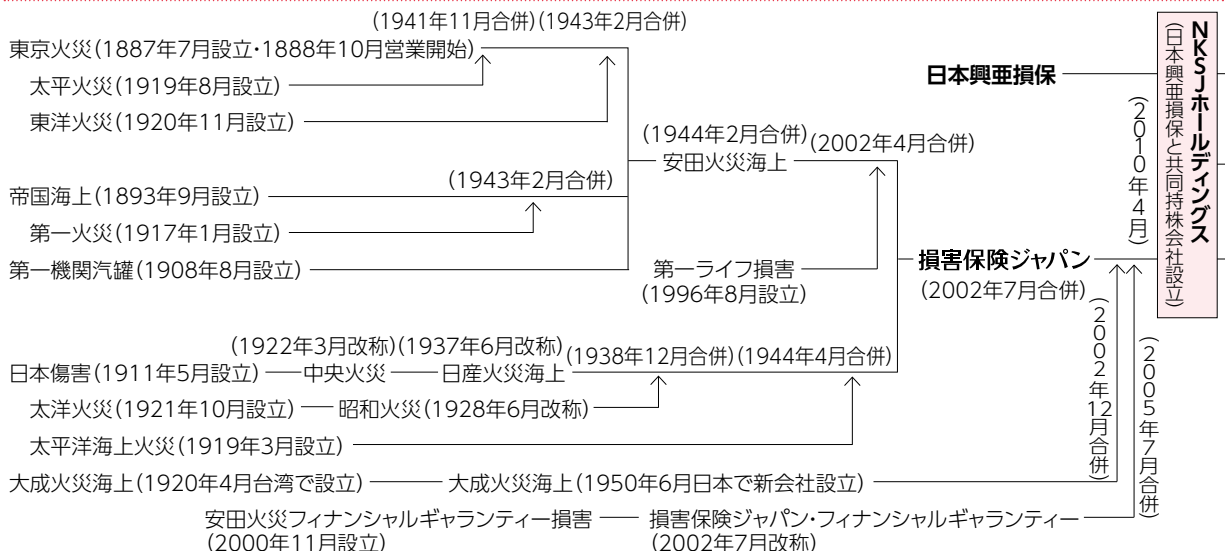 (1941年11月合併)(1943年2月合併)
東京火災(1887年7月設立・1888年10月営業開始)
太平火災(1919年8月設立)
東洋火災(1920年11月設立)
(1944年2月合併)
(2002年4月合併)
安田火災海上
(1943年2月合併)
帝国海上(1893年9月設立)
第一火災(1917年1月設立)
第一機関汽罐(1908年8月設立)
第一ライフ損害
(1996年8月設立)
日本興亜損保
損害保険ジャパン
(2002年7月合併)
(2010年4月)
NKSJホールディングス
(日本興亜損保と共同持株会社設立)
(1922年3月改称)(1937年6月改称)
(1938年12月合併)(1944年4月合併)
日本傷害(1911年5月設立)
中央火災
日産火災海上
太洋火災(1921年10月設立)
昭和火災(1928年6月改称)
太平洋海上火災(1919年3月設立)
(2002年12月合併)
(2005年7月合併)
大成火災海上(1920年4月台湾で設立)
大成火災海上(1950年6月日本で新会社設立)
安田火災フィナンシャルギャランティー損害
(2000年11月設立)
損害保険ジャパン・フィナンシャルギャランティー
(2002年7月改称)